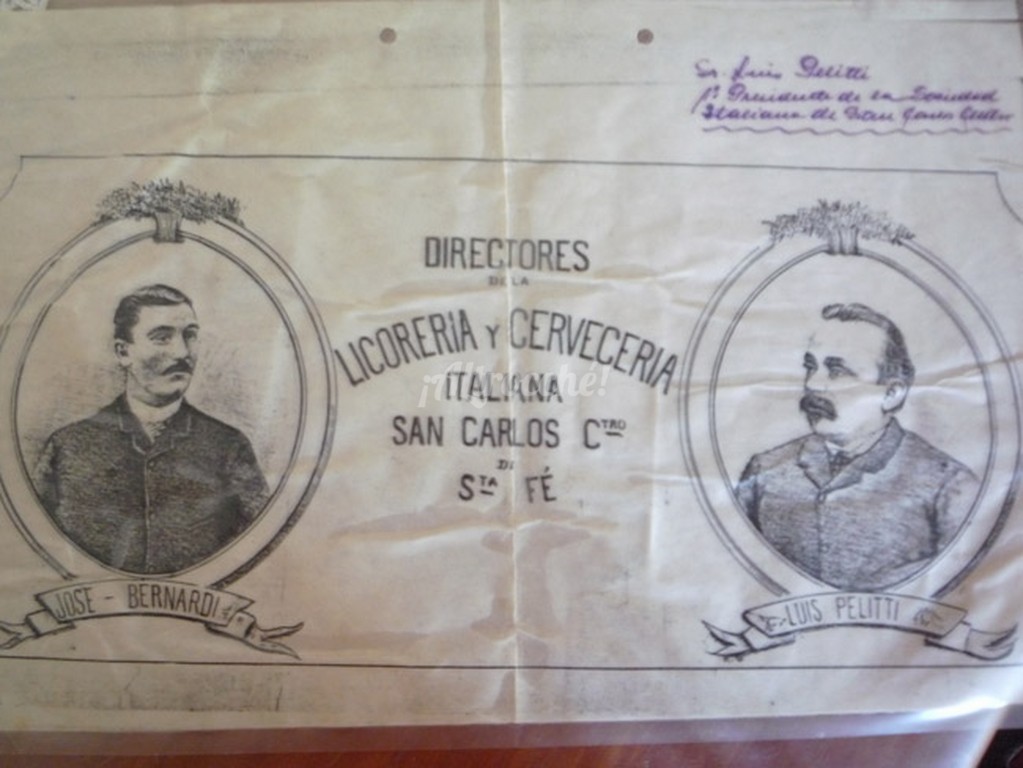 Sr. Luis Pelitti
1º Presidente de la Sociedad
Italiana de San Carlos Centro
DIRECTORES
DE LA
LICORERIA Y CERVECERIA
ITALIANA
SAN CARLOS CTRO
DE
STA FÉ
JOSE - BERNARDI
LUIS PELITTI